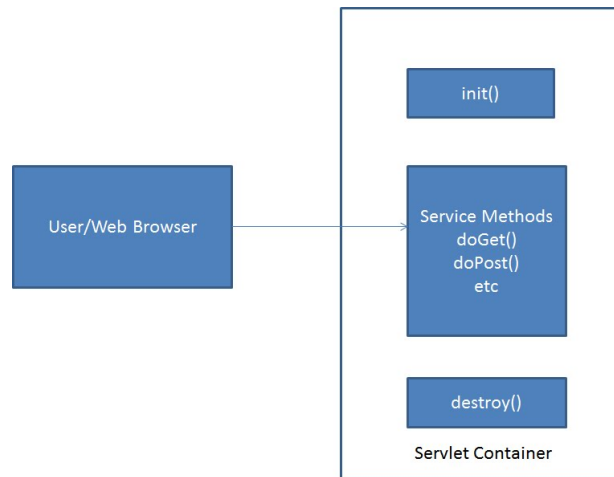 init()
User/Web Browser
Service Methods
doGet()
doPost()
etc
destroy()
Servlet Container